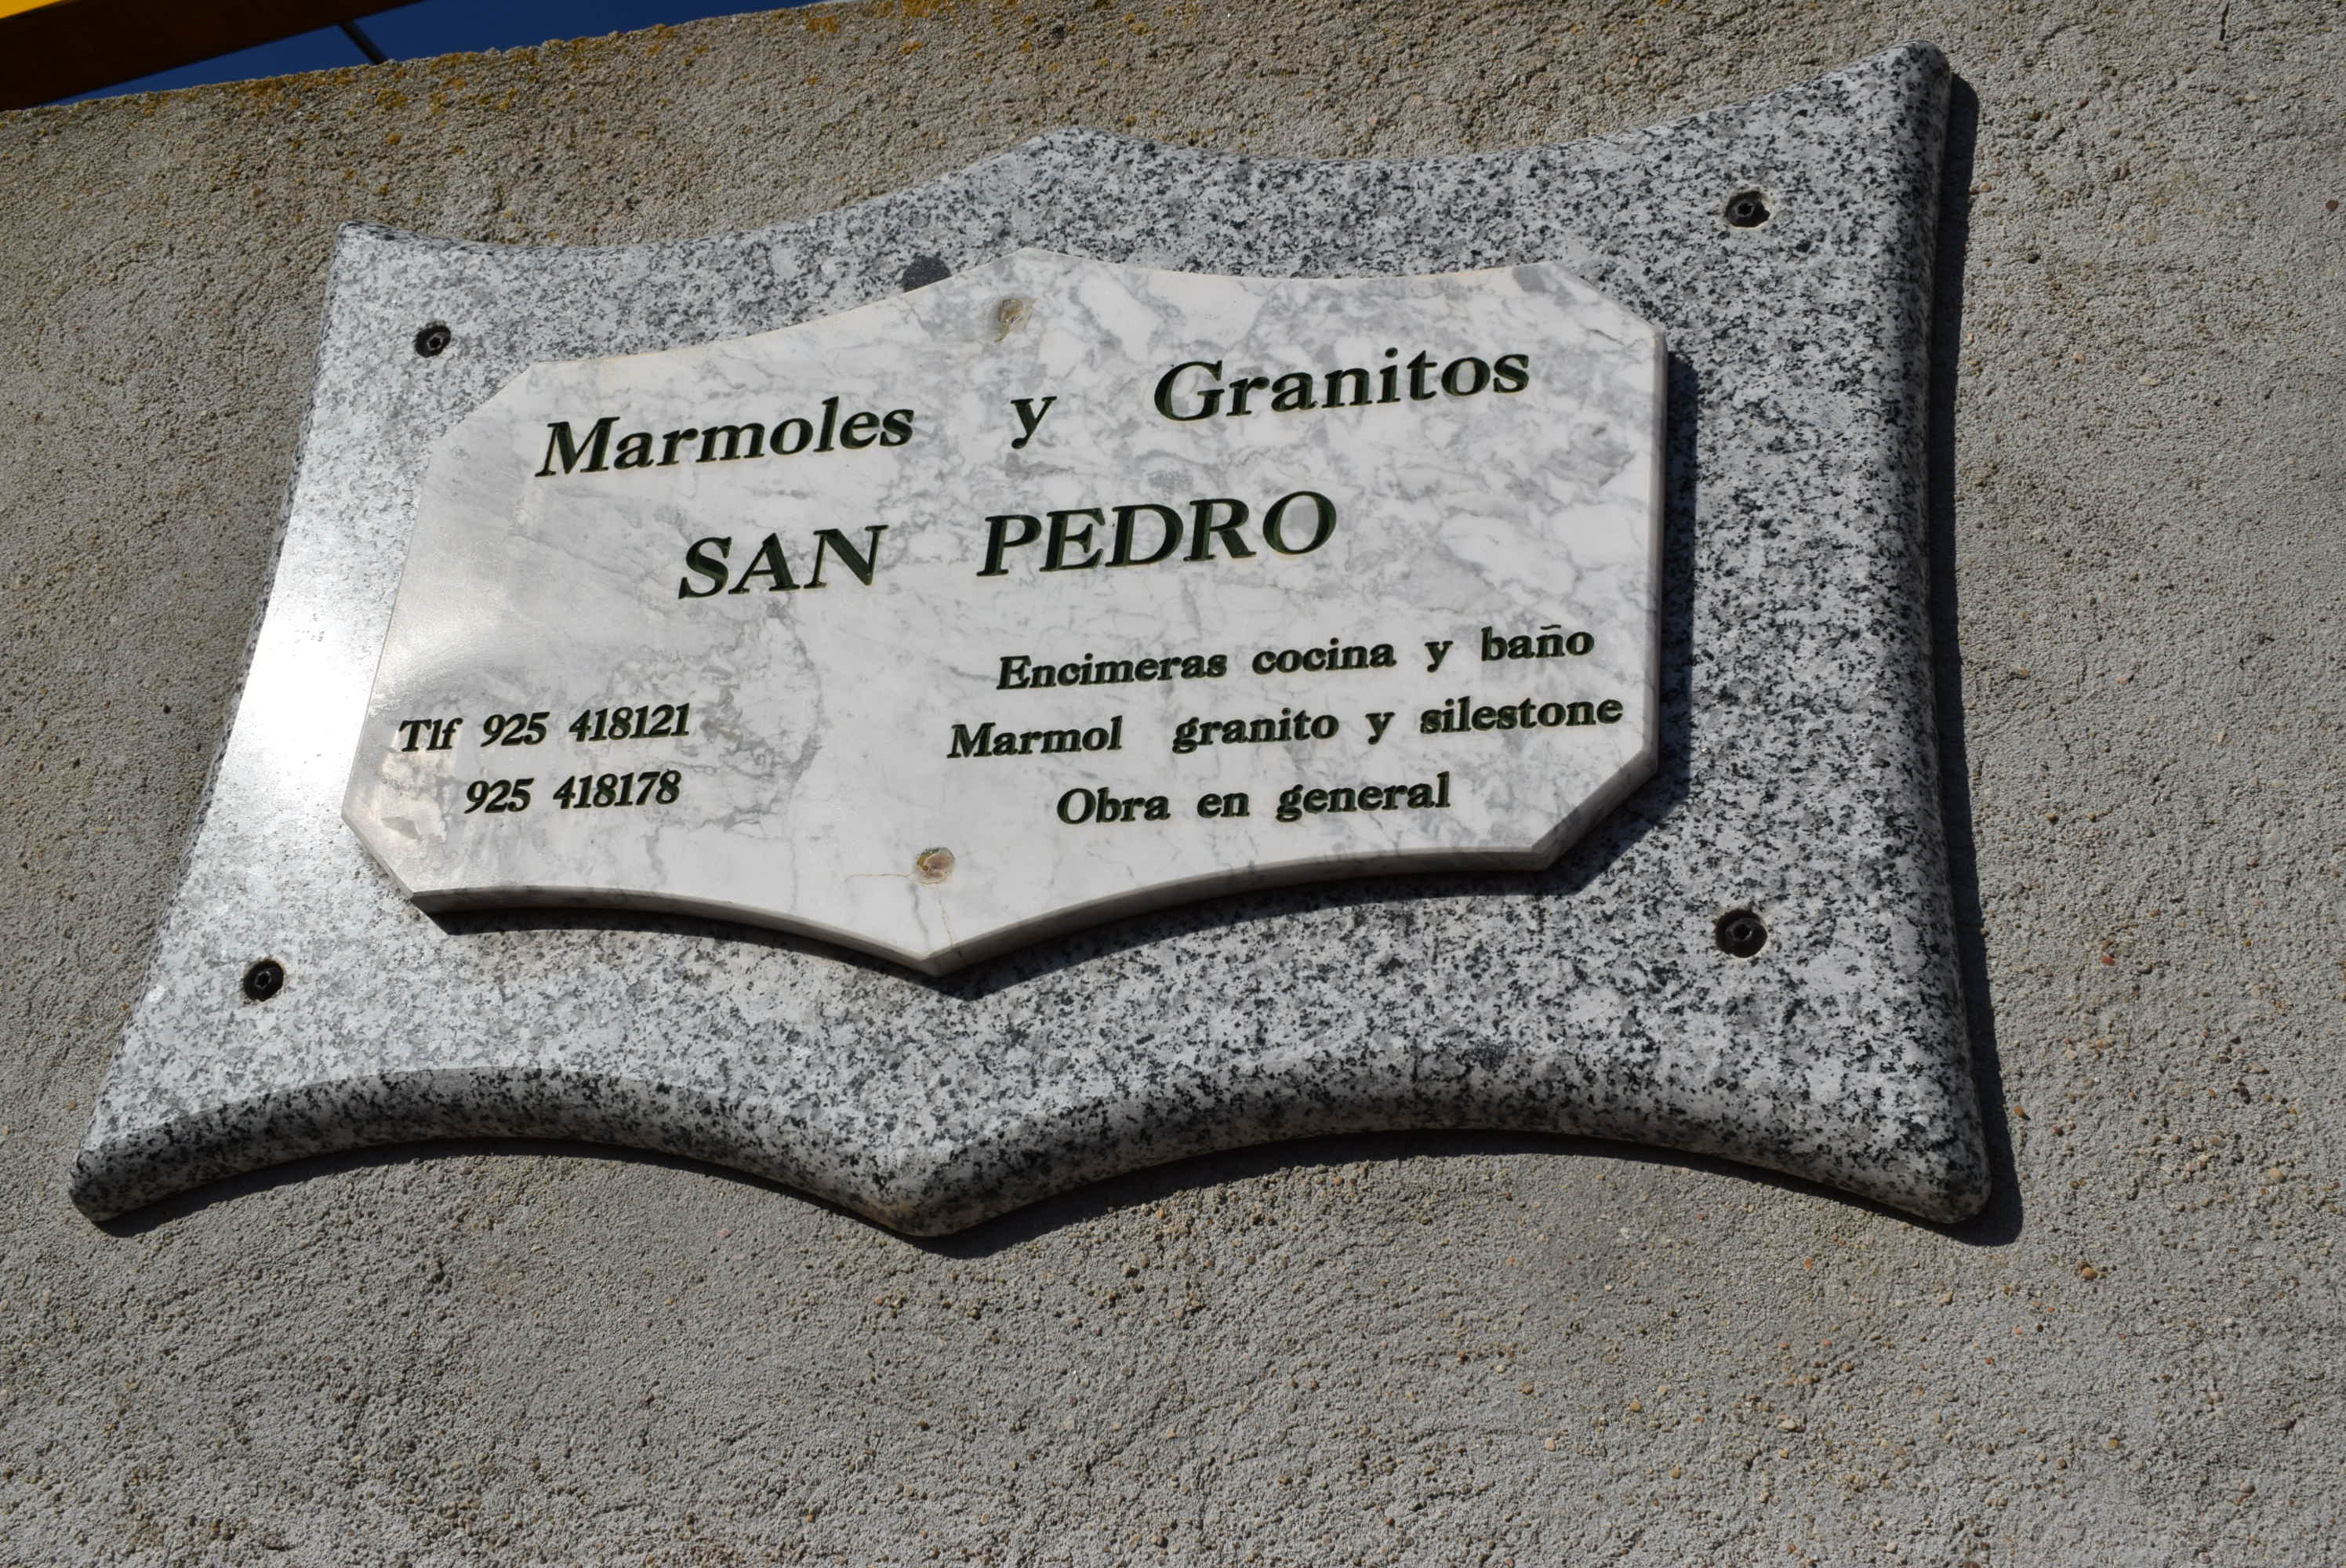 Marmoles y Granitos
SAN PEDRO
Tlf 925 418121
925 418178
Encimeras cocina y baño
Marmol granito y silestone
Obra en general